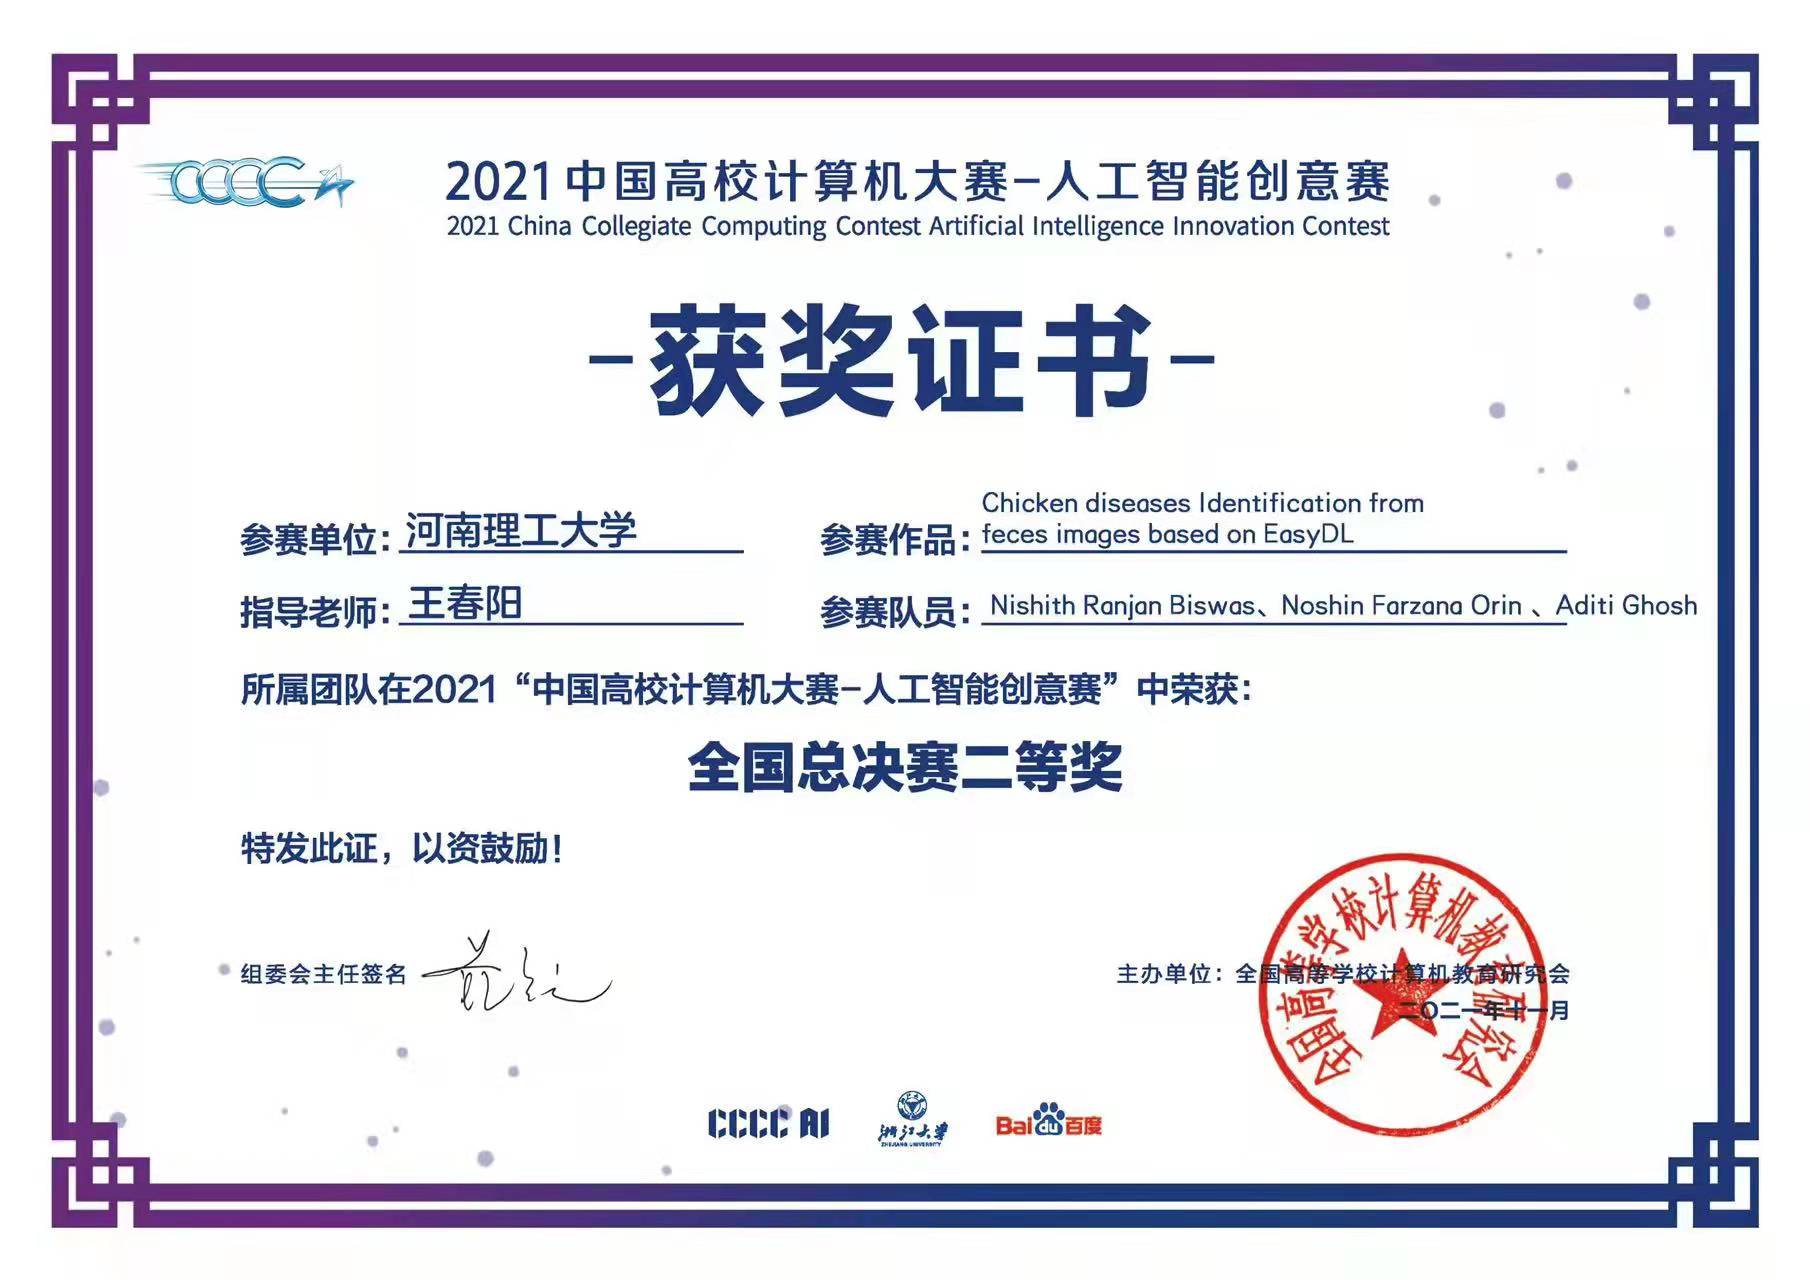 CCCC
2021中国高校计算机大赛-人工智能创意赛
2021 China Collegiate Computing Contest Artificial Intelligence Innovation Contest
-获奖证书-
参赛单位：河南理工大学
参赛作品：Chicken diseases Identification from
feces images based on EasyDL
指导老师：王春阳
参赛队员：Nishith Ranjan Biswas、Noshin Farzana Orin 、Aditi Ghosh
所属团队在2021“中国高校计算机大赛-人工智能创意赛”中荣获：
全国总决赛二等奖
特发此证，以资鼓励！
组委会主任签名
主办单位：全国高等学校计算机教育研究会
二〇二一年十一月
全国高等学校计算机教育研究会
CCCC AI
浙江大学
ZHEJIANG UNIVERSITY
Bai du 百度